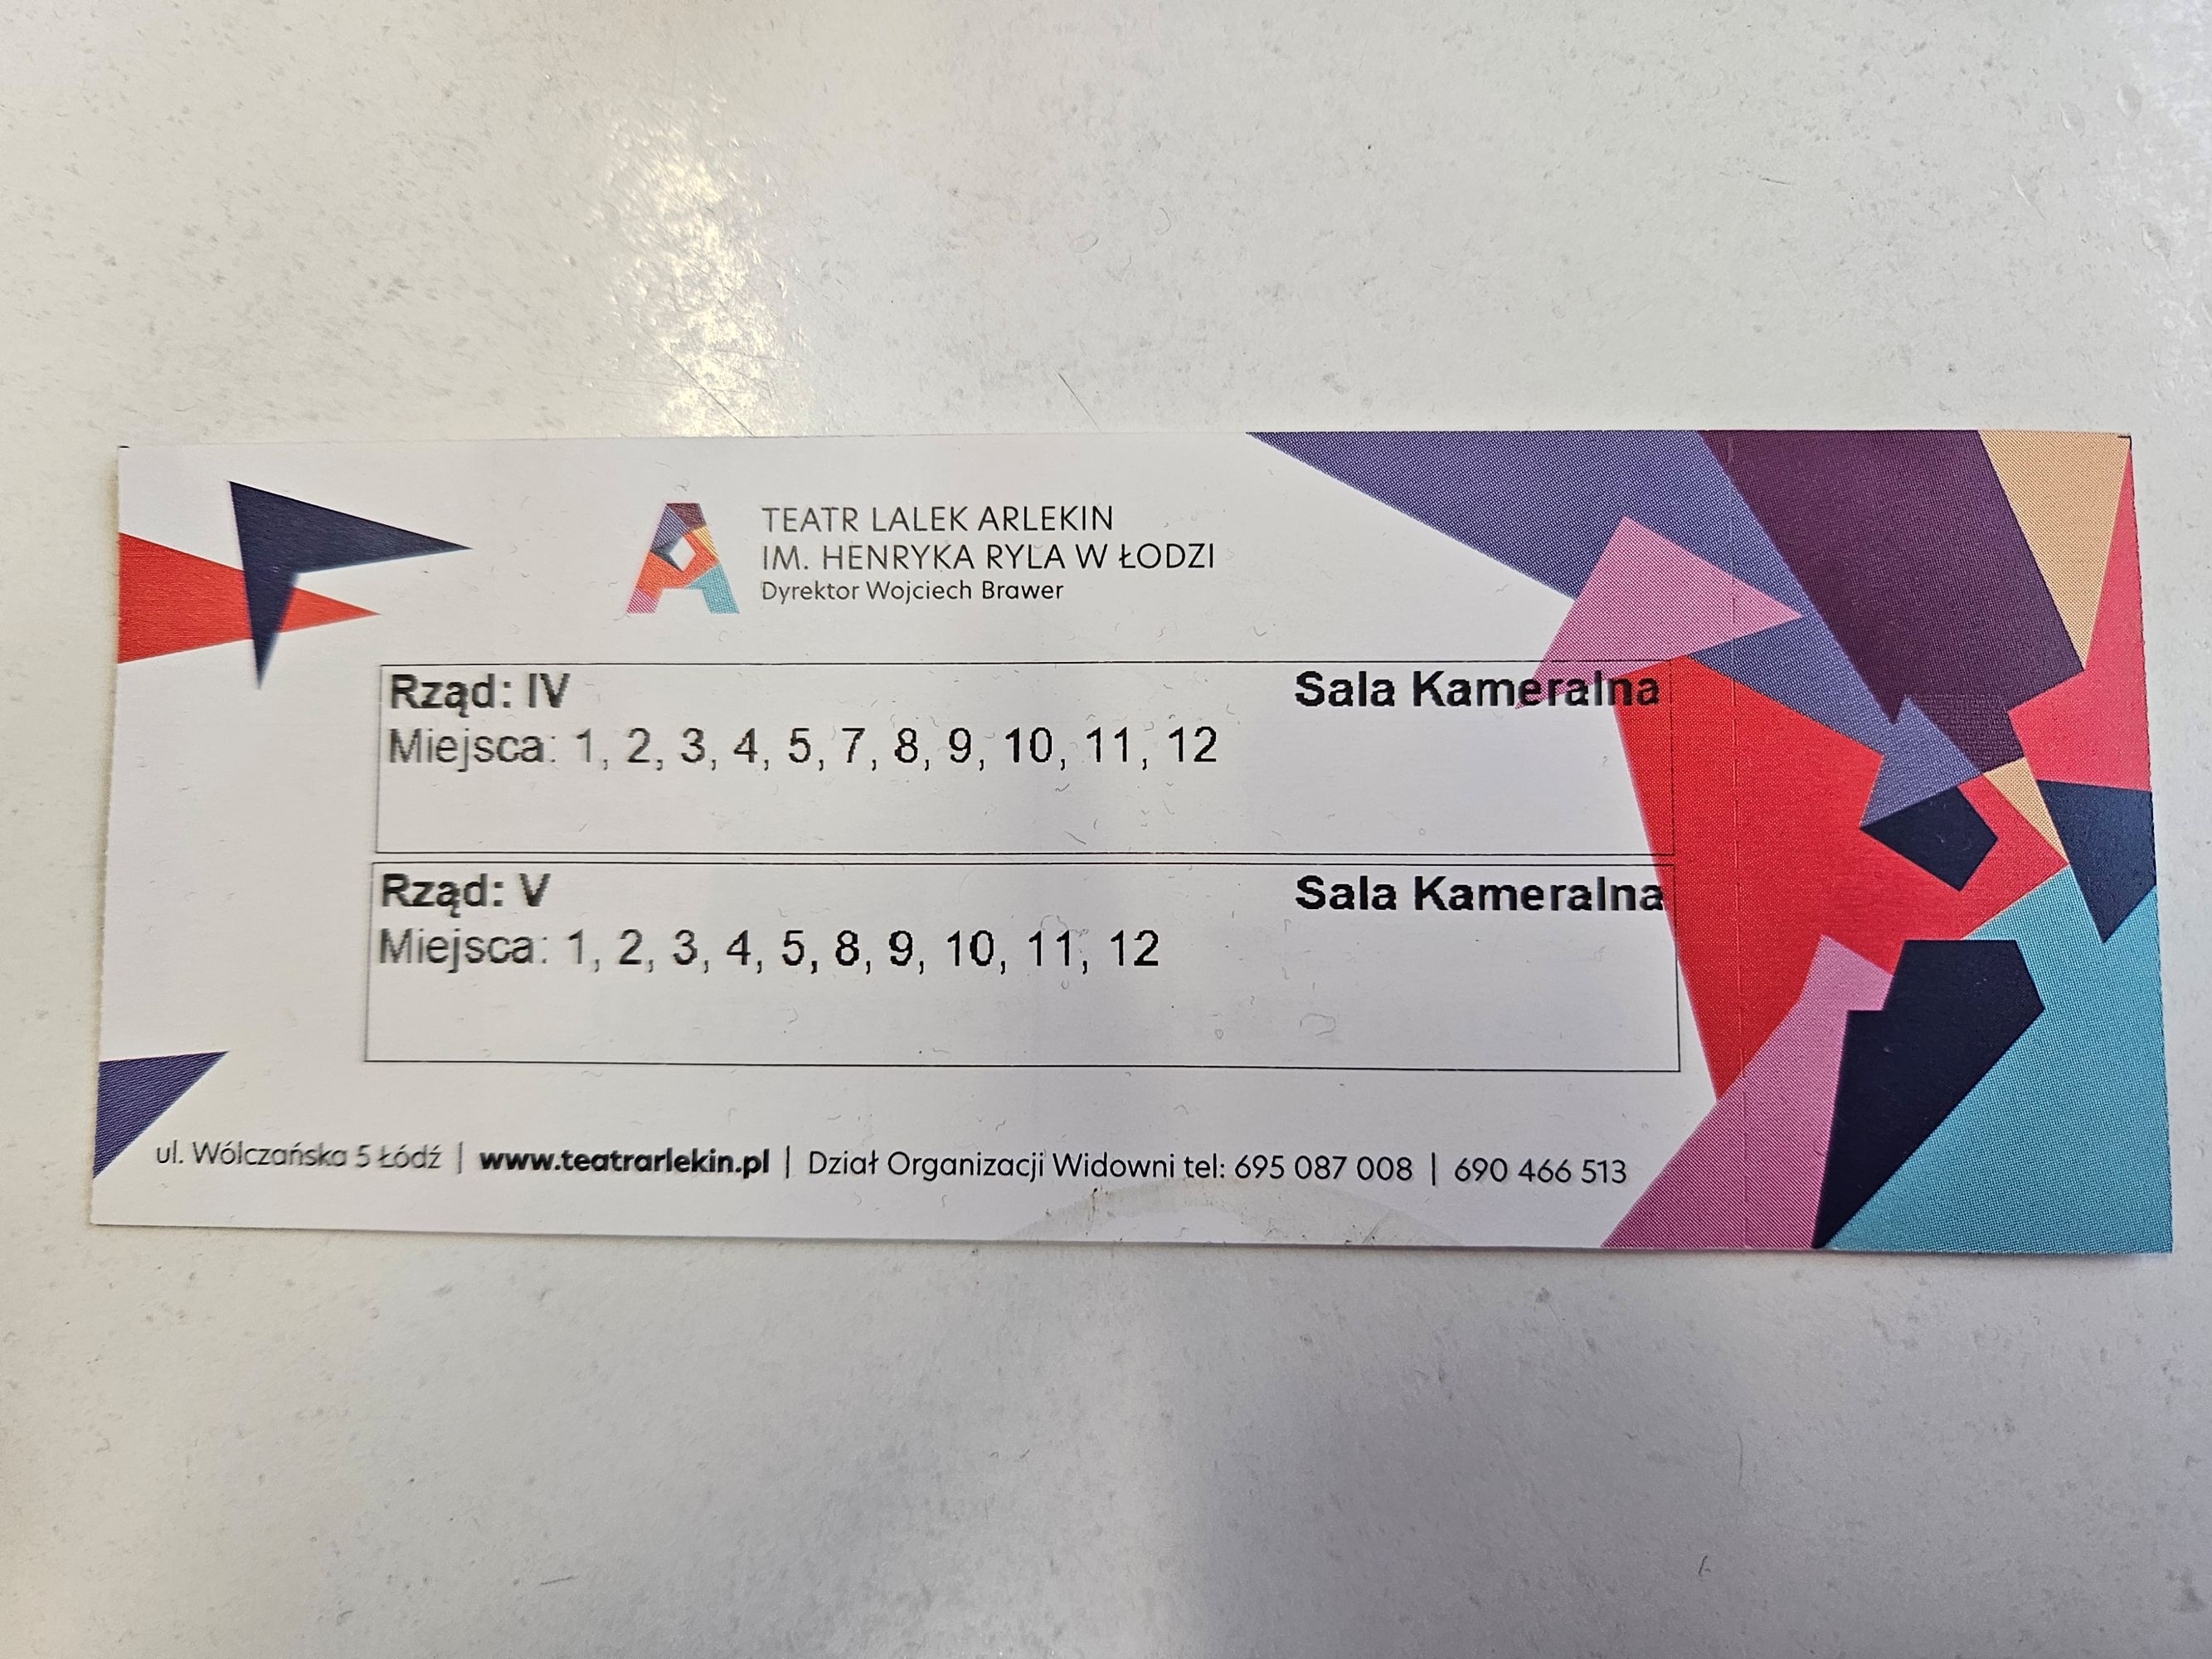 TEATR LALEK ARLEKIN
IM. HENRYKA RYLA W ŁODZI
Dyrektor Wojciech Brawer
Rząd: IV Sala Kameralna
Miejsca: 1, 2, 3, 4, 5, 7, 8, 9, 10, 11, 12
Rząd: V Sala Kameralna
Miejsca: 1, 2, 3, 4, 5, 8, 9, 10, 11, 12
ul. Wólczańska 5 Łódź | www.teatrarlekin.pl | Dział Organizacji Widowni tel: 695 087 008 | 690 466 513